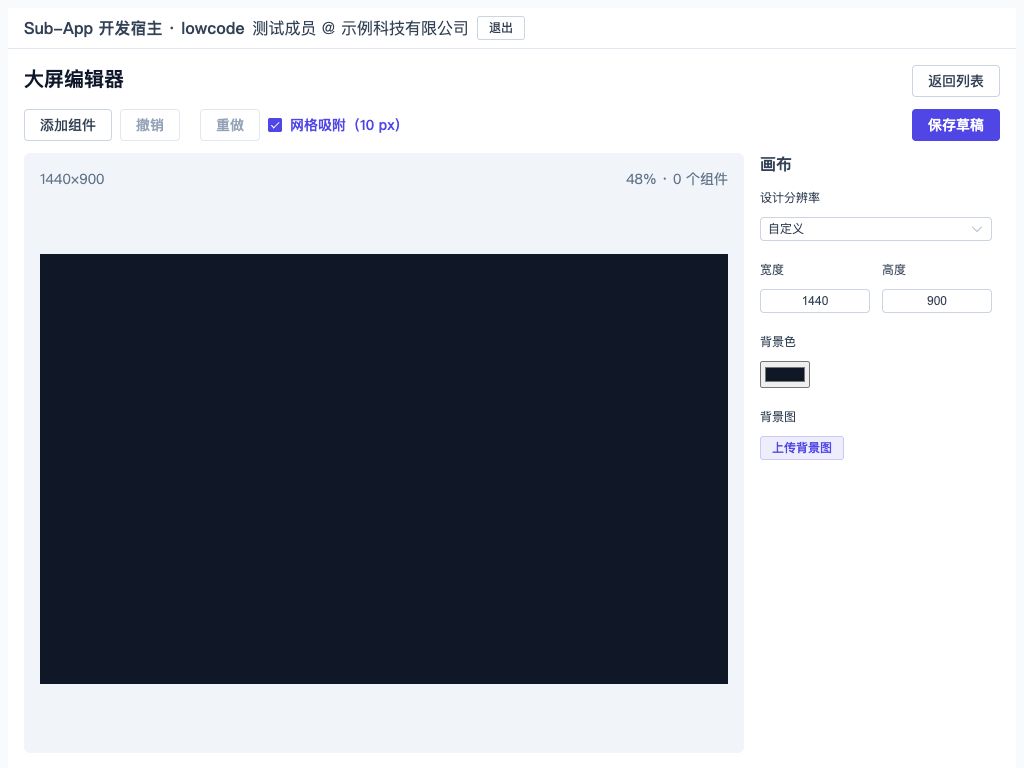 Sub-App 开发宿主 · lowcode 测试成员 @ 示例科技有限公司 退出
大屏编辑器 返回列表
添加组件 撤销 重做 网格吸附（10 px） 保存草稿
1440×900 48% · 0 个组件
画布
设计分辨率
自定义
宽度 高度
1440 900
背景色
背景图
上传背景图